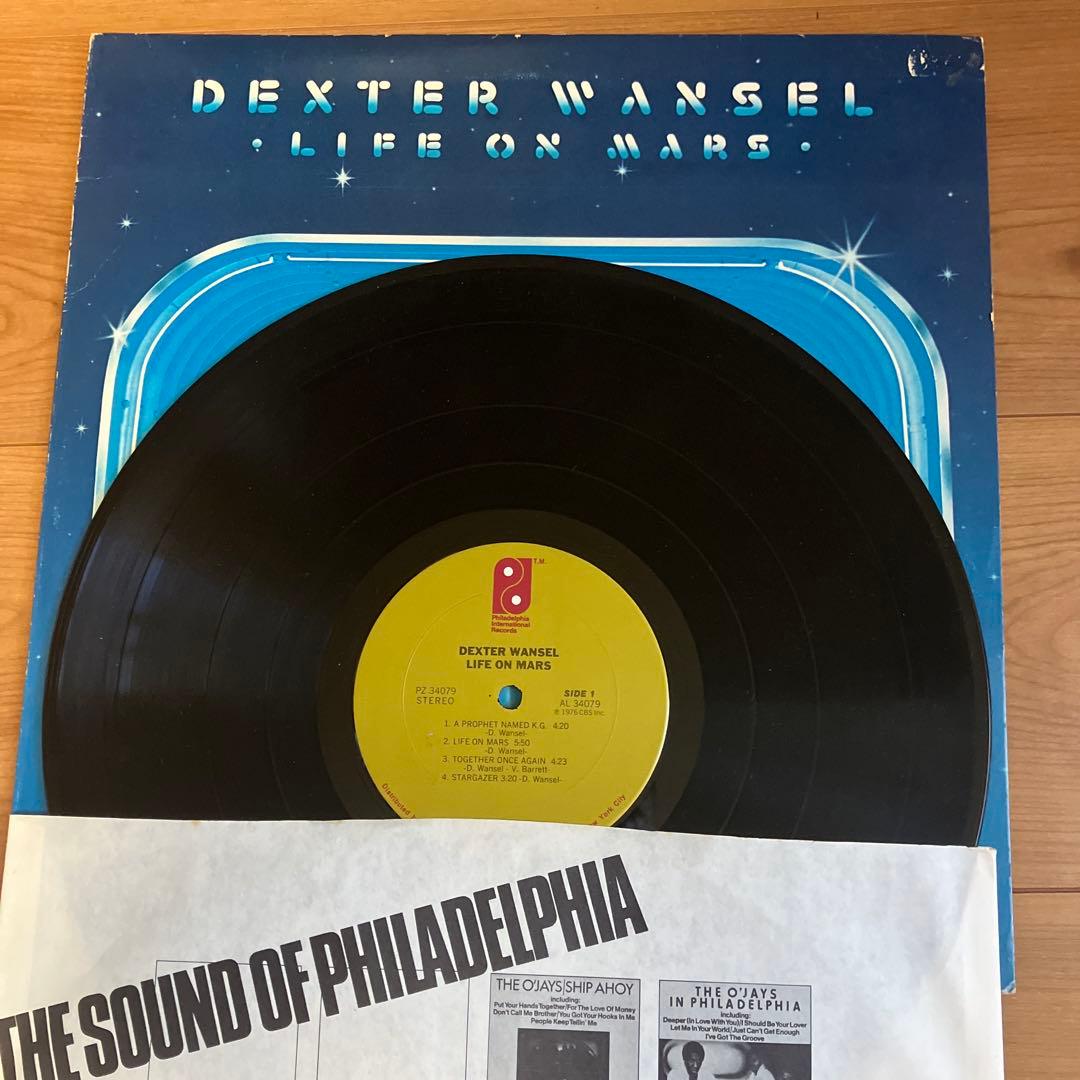 DEXTER WANSEL
• LIFE ON MARS •
T.M.
Philadelphia
International
Records
DEXTER WANSEL
LIFE ON MARS
PZ 34079
STEREO
SIDE 1
AL 34079
℗ 1976 CBS Inc.
1. A PROPHET NAMED K.G. 4:20
-D. Wansel-
2. LIFE ON MARS 5:50
-D. Wansel-
3. TOGETHER ONCE AGAIN 4:23
-D. Wansel - V. Barrett-
4. STARGAZER 3:20 -D. Wansel-
Distributed
York City
THE SOUND OF PHILADELPHIA
THE O'JAYS/SHIP AHOY
including:
Put Your Hands Together/For The Love Of Money
Don't Call Me Brother/You Got Your Hooks In Me
People Keep Tellin' Me
THE O'JAYS
IN PHILADELPHIA
including:
Deeper (In Love With You)/I Should Be Your Lover
Let Me In Your World/Just Can't Get Enough
I've Got The Groove